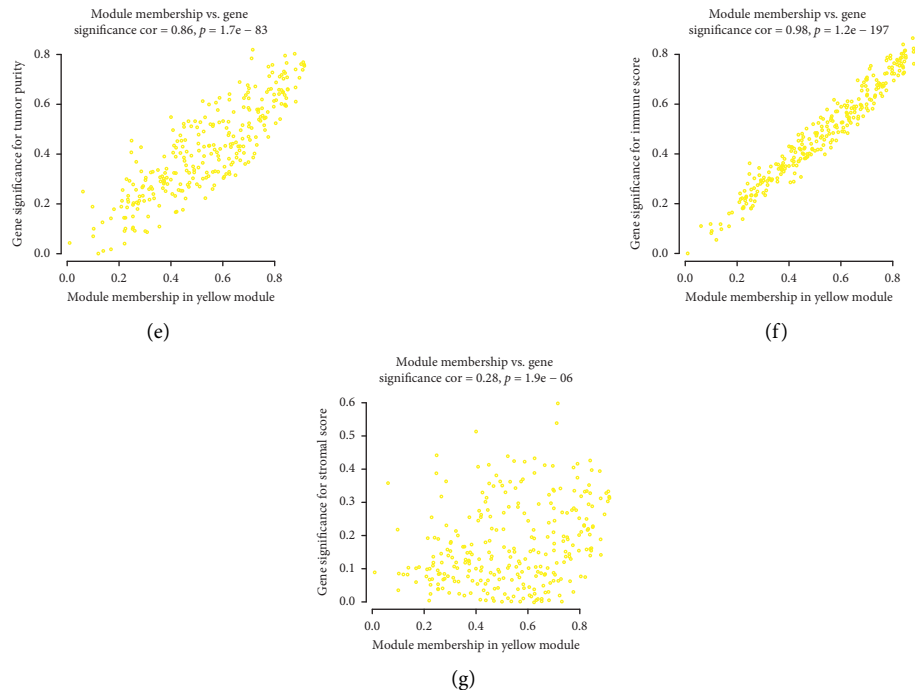 Module membership vs. gene
significance cor = 0.86, p = 1.7e − 83
Gene significance for tumor purity
0.8
0.6
0.4
0.2
0.0
0.0 0.2 0.4 0.6 0.8
Module membership in yellow module
(e)
Module membership vs. gene
significance cor = 0.98, p = 1.2e − 197
Gene significance for immune score
0.8
0.6
0.4
0.2
0.0
0.0 0.2 0.4 0.6 0.8
Module membership in yellow module
(f)
Module membership vs. gene
significance cor = 0.28, p = 1.9e − 06
Gene significance for stromal score
0.6
0.5
0.4
0.3
0.2
0.1
0.0
0.0 0.2 0.4 0.6 0.8
Module membership in yellow module
(g)